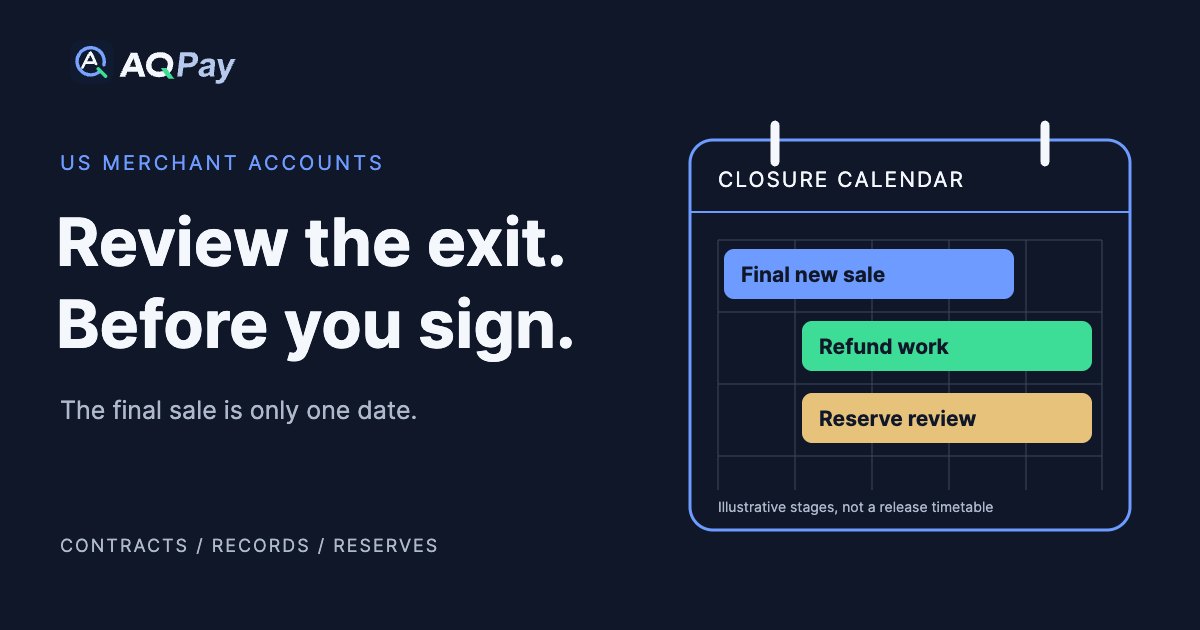 AQPay
US MERCHANT ACCOUNTS
Review the exit.
Before you sign.
The final sale is only one date.
CONTRACTS / RECORDS / RESERVES
CLOSURE CALENDAR
Final new sale
Refund work
Reserve review
Illustrative stages, not a release timetable